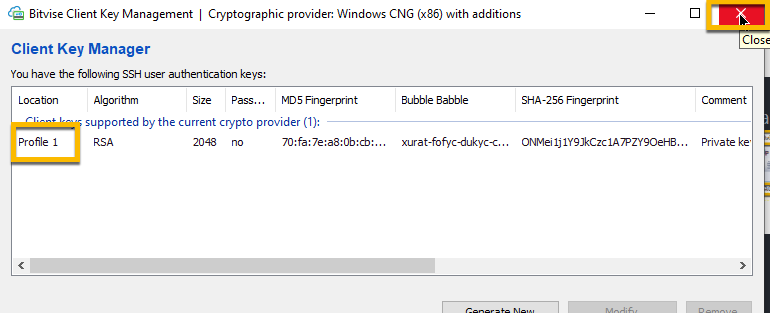 Bitvise Client Key Management | Cryptographic provider: Windows CNG (x86) with additions
Close
Client Key Manager
You have the following SSH user authentication keys:
Location Algorithm Size Pass... MD5 Fingerprint Bubble Babble SHA-256 Fingerprint Comment
Client keys supported by the current crypto provider (1):
Profile 1 RSA 2048 no 70:fa:7e:a8:0b:cb:... xurat-fofyc-dukyc-c... ONMei1j1Y9JkCzc1A7PZY9OeHB... Private key
Generate New Modify Remove